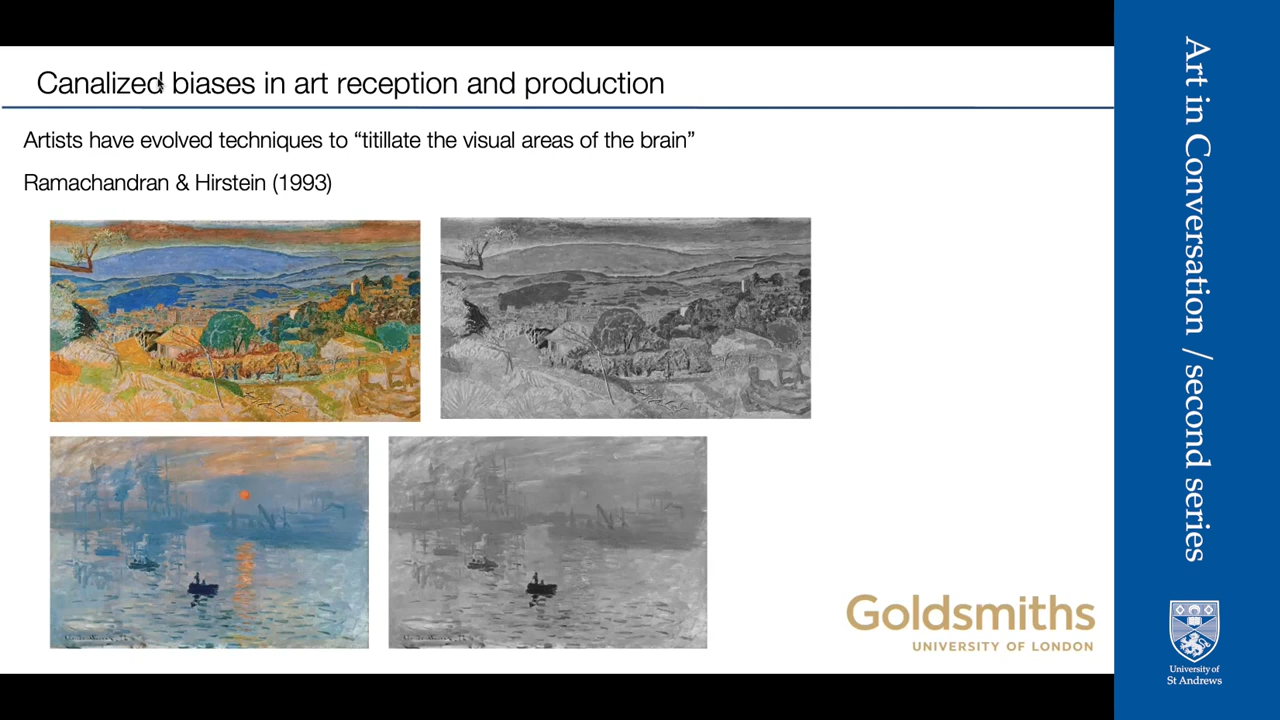 Canalized biases in art reception and production
Artists have evolved techniques to “titillate the visual areas of the brain”
Ramachandran & Hirstein (1993)
Goldsmiths
UNIVERSITY OF LONDON
Art in Conversation / second series
University of
St Andrews